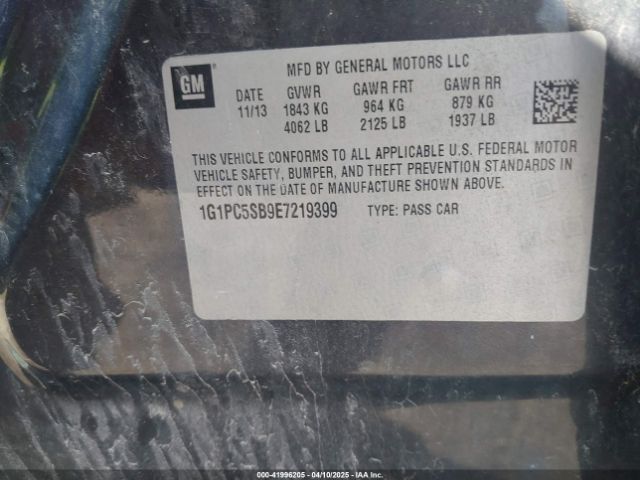 GM
MFD BY GENERAL MOTORS LLC
DATE GVWR GAWR FRT GAWR RR
11/13 1843 KG 964 KG 879 KG
4062 LB 2125 LB 1937 LB
THIS VEHICLE CONFORMS TO ALL APPLICABLE U.S. FEDERAL MOTOR
VEHICLE SAFETY, BUMPER, AND THEFT PREVENTION STANDARDS IN
EFFECT ON THE DATE OF MANUFACTURE SHOWN ABOVE.
1G1PC5SB9E7219399 TYPE: PASS CAR
000-41996205 - 04/10/2025 - IAA Inc.